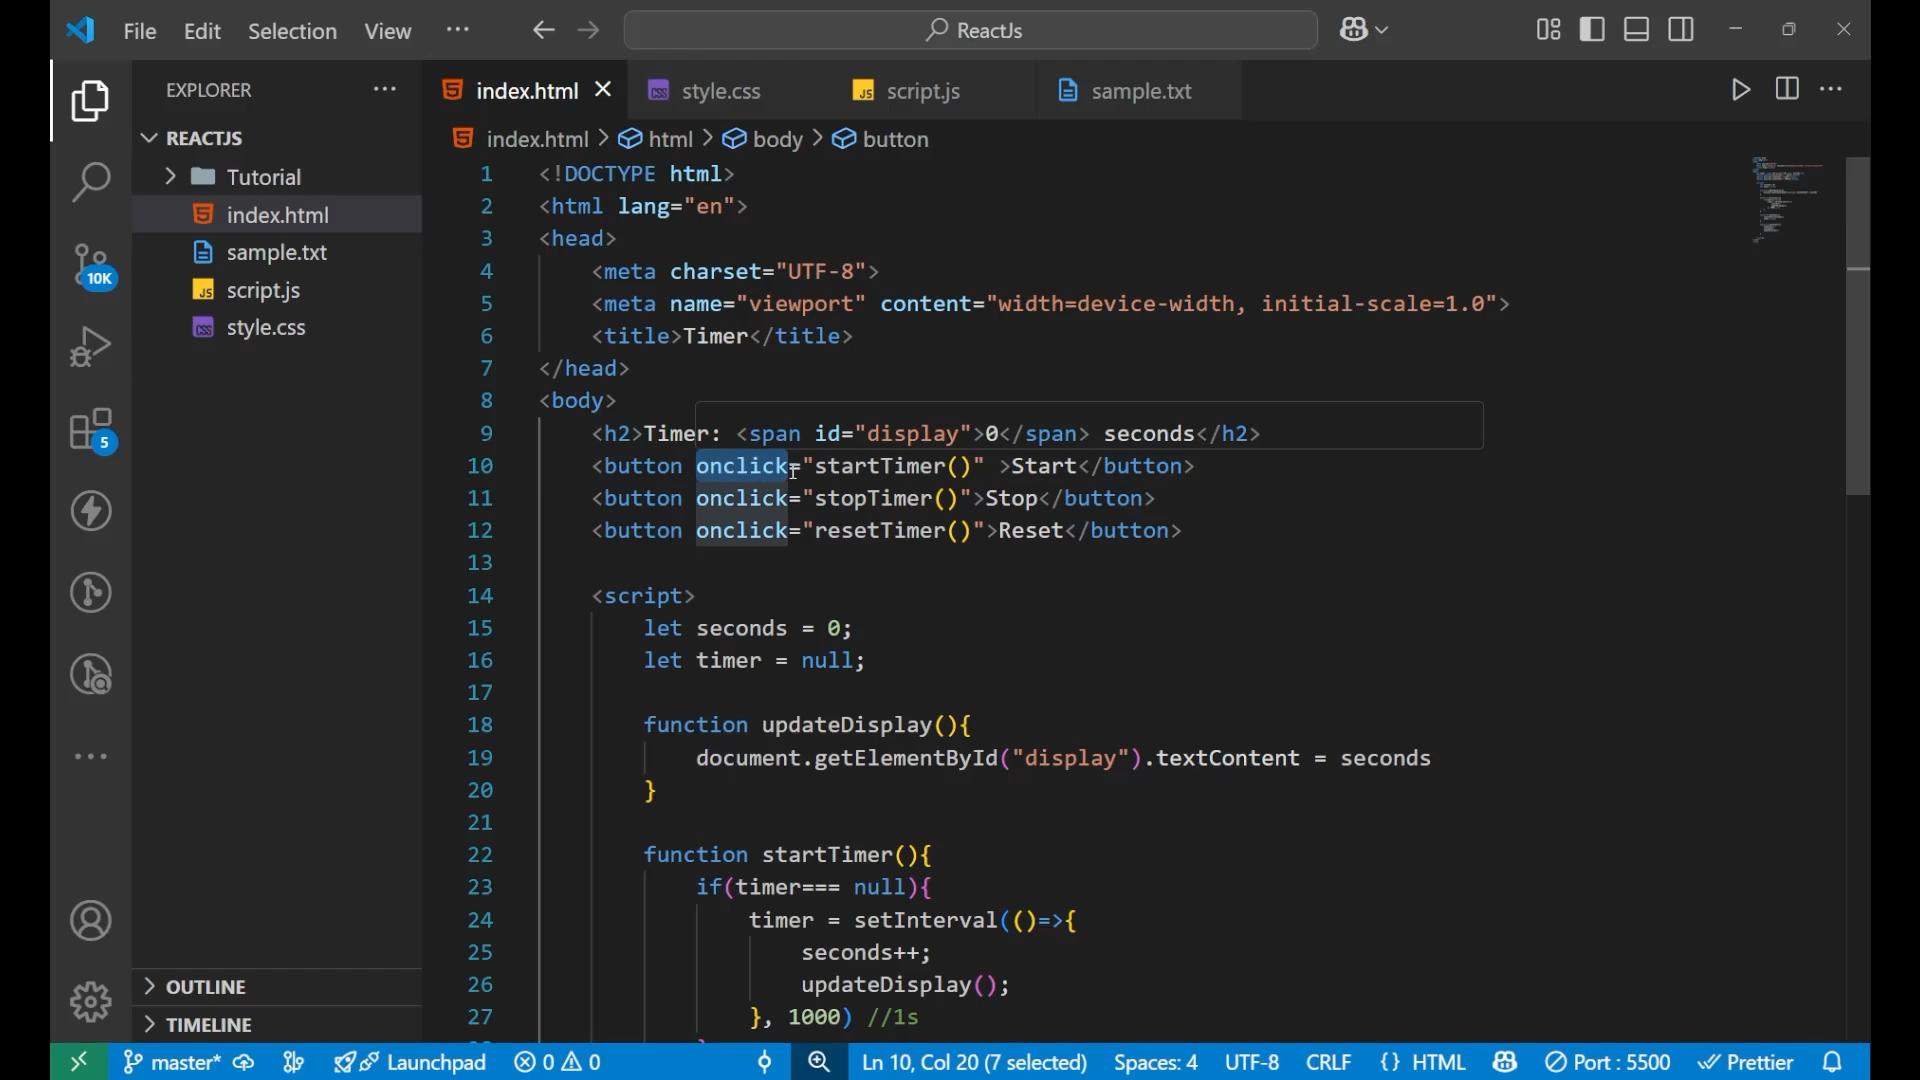 File Edit Selection View ··· ReactJs
EXPLORER ···
REACTJS
Tutorial
index.html
sample.txt
script.js
style.css
10K
5
OUTLINE
TIMELINE
index.html style.css script.js sample.txt
index.html > html > body > button
1 <!DOCTYPE html>
2 <html lang="en">
3 <head>
4 <meta charset="UTF-8">
5 <meta name="viewport" content="width=device-width, initial-scale=1.0">
6 <title>Timer</title>
7 </head>
8 <body>
9 <h2>Timer: <span id="display">0</span> seconds</h2>
10 <button onclick="startTimer()" >Start</button>
11 <button onclick="stopTimer()">Stop</button>
12 <button onclick="resetTimer()">Reset</button>
13
14 <script>
15 let seconds = 0;
16 let timer = null;
17
18 function updateDisplay(){
19 document.getElementById("display").textContent = seconds
20 }
21
22 function startTimer(){
23 if(timer=== null){
24 timer = setInterval(()=>{
25 seconds++;
26 updateDisplay();
27 }, 1000) //1s
master* Launchpad 0 0 Ln 10, Col 20 (7 selected) Spaces: 4 UTF-8 CRLF {} HTML Port : 5500 Prettier